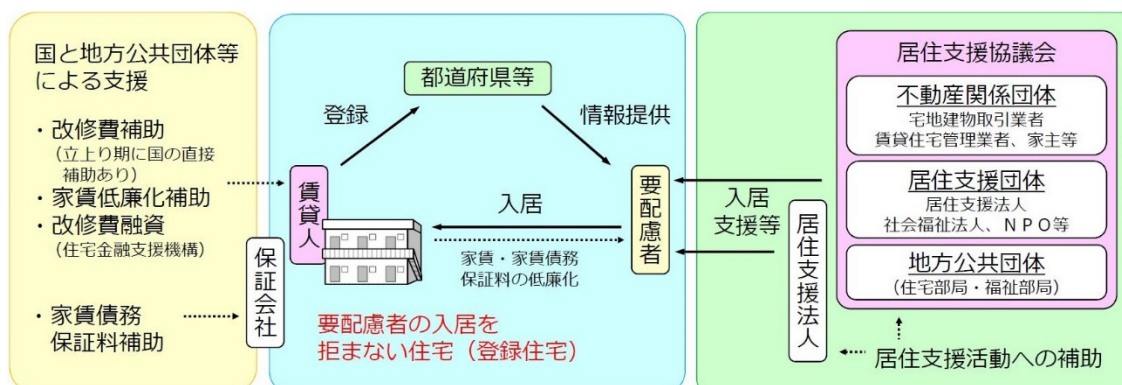 国と地方公共団体等
による支援
・改修費補助
（立上り期に国の直接
補助あり）
・家賃低廉化補助
・改修費融資
（住宅金融支援機構）
・家賃債務
保証料補助
保証会社
都道府県等
登録
情報提供
賃貸人
入居
要配慮者
家賃・家賃債務
保証料の低廉化
要配慮者の入居を
拒まない住宅（登録住宅）
入居
支援等
居住支援法人
居住支援協議会
不動産関係団体
宅地建物取引業者
賃貸住宅管理業者、家主等
居住支援団体
居住支援法人
社会福祉法人、ＮＰＯ等
地方公共団体
（住宅部局・福祉部局）
居住支援活動への補助